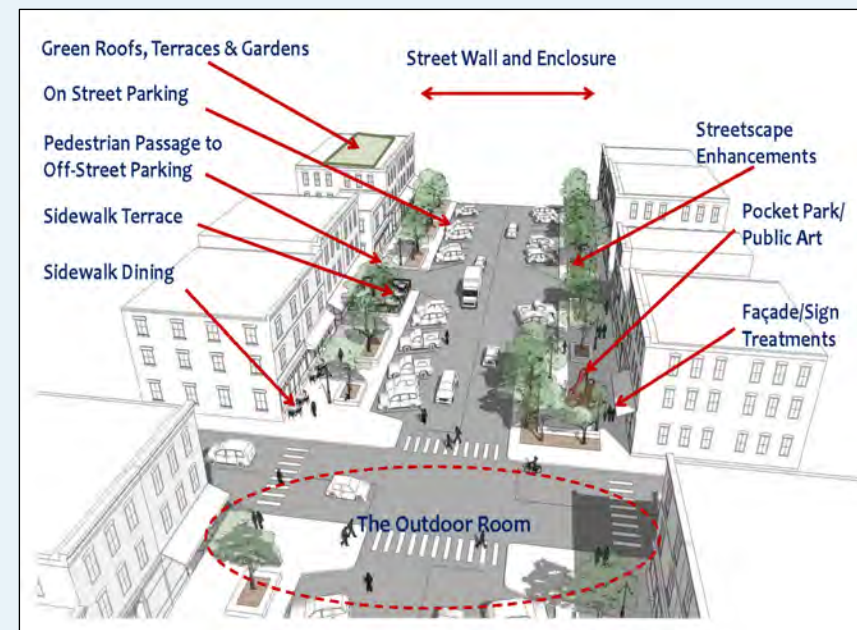 Green Roofs, Terraces & Gardens
On Street Parking
Pedestrian Passage to
Off-Street Parking
Sidewalk Terrace
Sidewalk Dining
Street Wall and Enclosure
Streetscape
Enhancements
Pocket Park/
Public Art
Façade/Sign
Treatments
The Outdoor Room